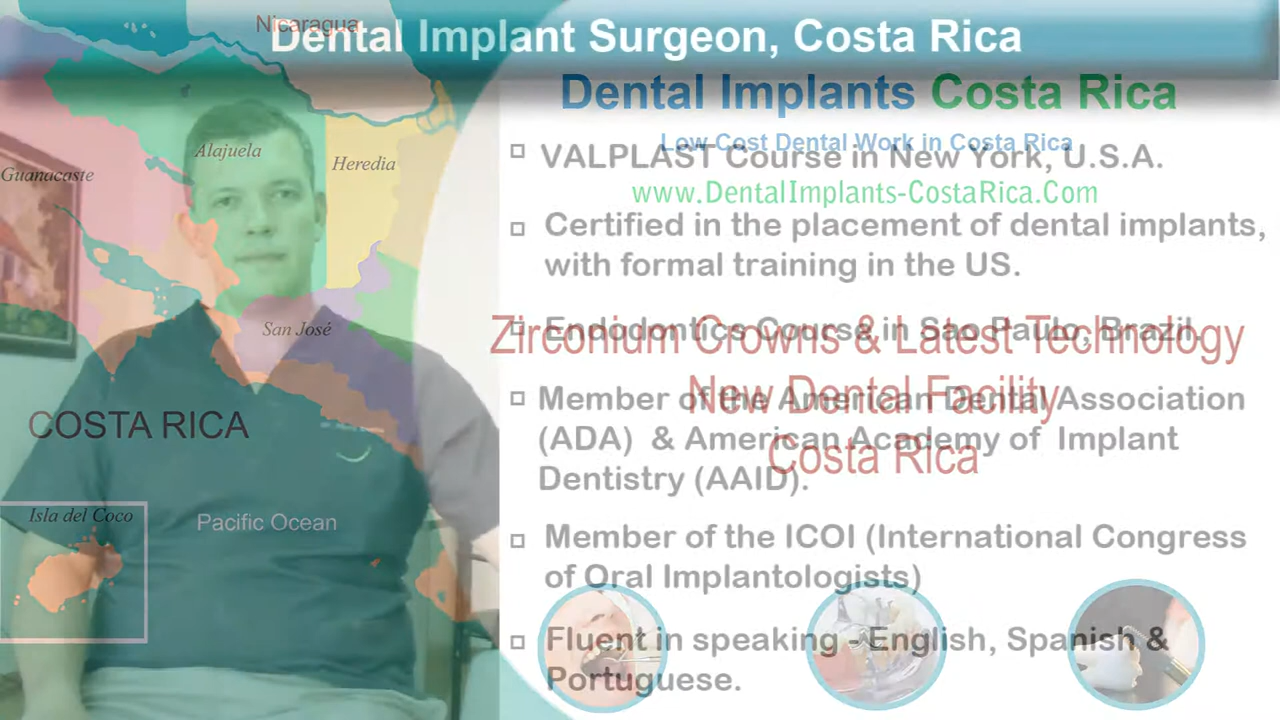 Nicaragua
Dental Implant Surgeon, Costa Rica
Dental Implants Costa Rica
Low Cost Dental Work in Costa Rica
VALPLAST Course in New York, U.S.A.
www.DentalImplants-CostaRica.Com
Alajuela
Heredia
Guanacaste
Certified in the placement of dental implants,
with formal training in the US.
San José
Endodontics Course in Sao Paulo, Brazil.
Zirconium Crowns & Latest Technology
New Dental Facility
Costa Rica
Member of the American Dental Association
(ADA) & American Academy of Implant
Dentistry (AAID).
COSTA RICA
Isla del Coco
Pacific Ocean
Member of the ICOI (International Congress
of Oral Implantologists)
Fluent in speaking - English, Spanish &
Portuguese.